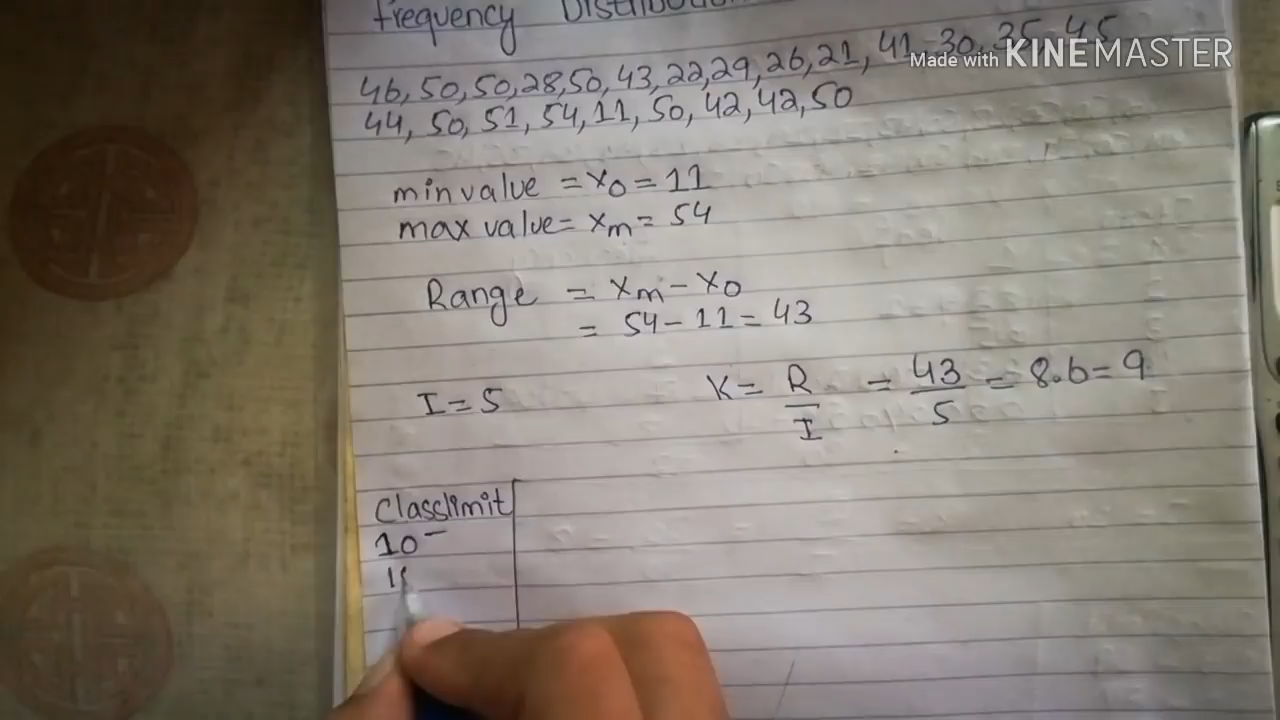 Frequency Distribution
46, 50, 50, 28, 50, 43, 22, 29, 26, 21, 41, 30, 35, 45
Made with KINEMASTER
44, 50, 51, 54, 11, 50, 42, 42, 50
min value = x0 = 11
max value = xm = 54
Range = xm - x0
= 54 - 11 = 43
I = 5 K = R/I = 43/5 = 8.6 = 9
Classlimit
10 -